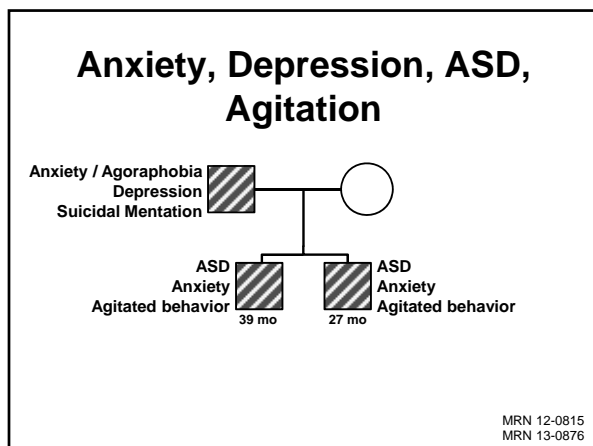 Anxiety, Depression, ASD,
Agitation
Anxiety / Agoraphobia
Depression
Suicidal Mentation
ASD
Anxiety
Agitated behavior
39 mo
ASD
Anxiety
Agitated behavior
27 mo
MRN 12-0815
MRN 13-0876